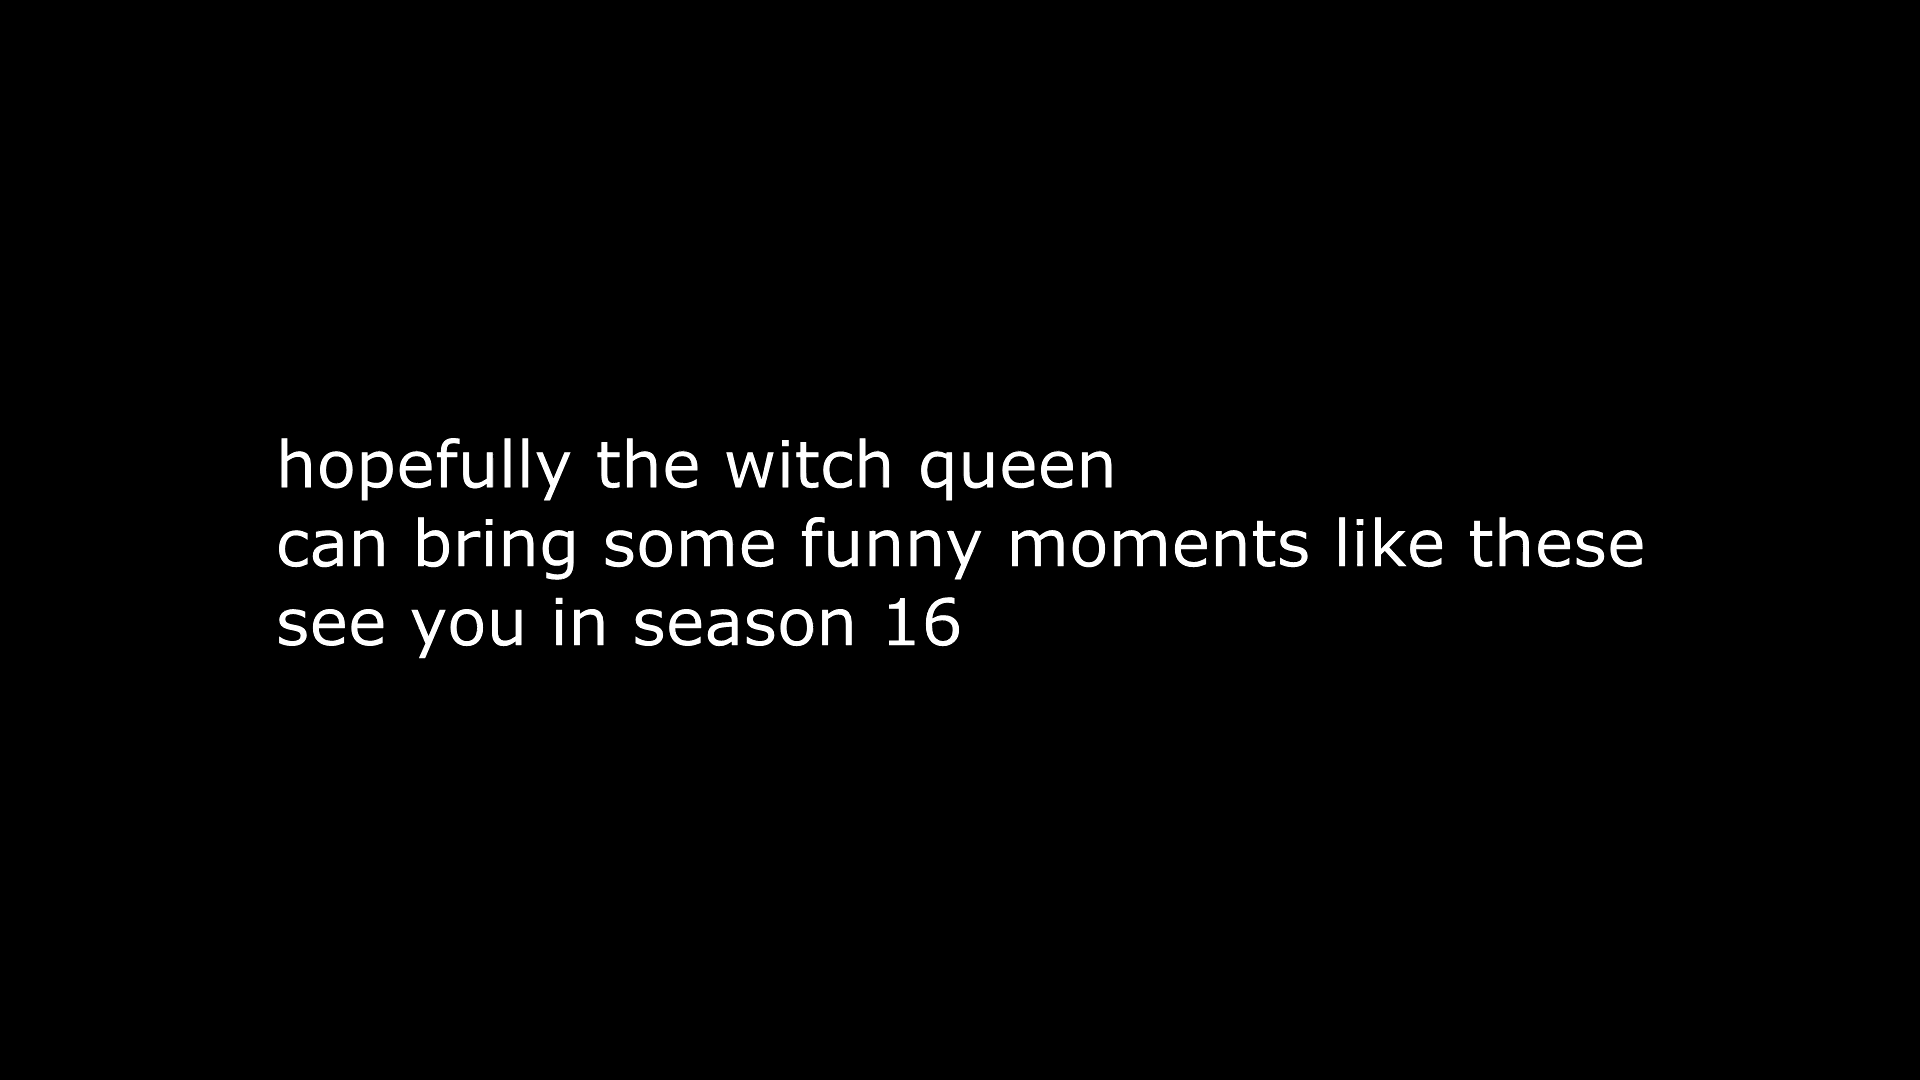 hopefully the witch queen
can bring some funny moments like these
see you in season 16